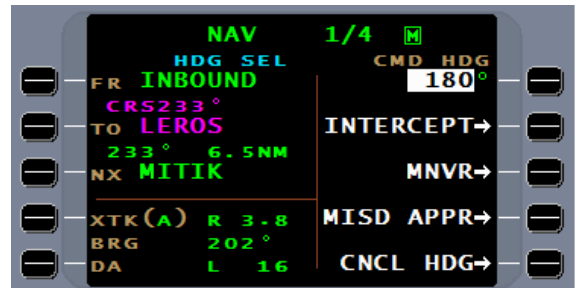 NAV 1/4 M
HDG SEL CMD HDG
FR INBOUND 180°
CRS233°
TO LEROS INTERCEPT→
233° 6.5NM
NX MITIK MNVR→
XTK(A) R 3.8 MISD APPR→
BRG 202°
DA L 16 CNCL HDG→